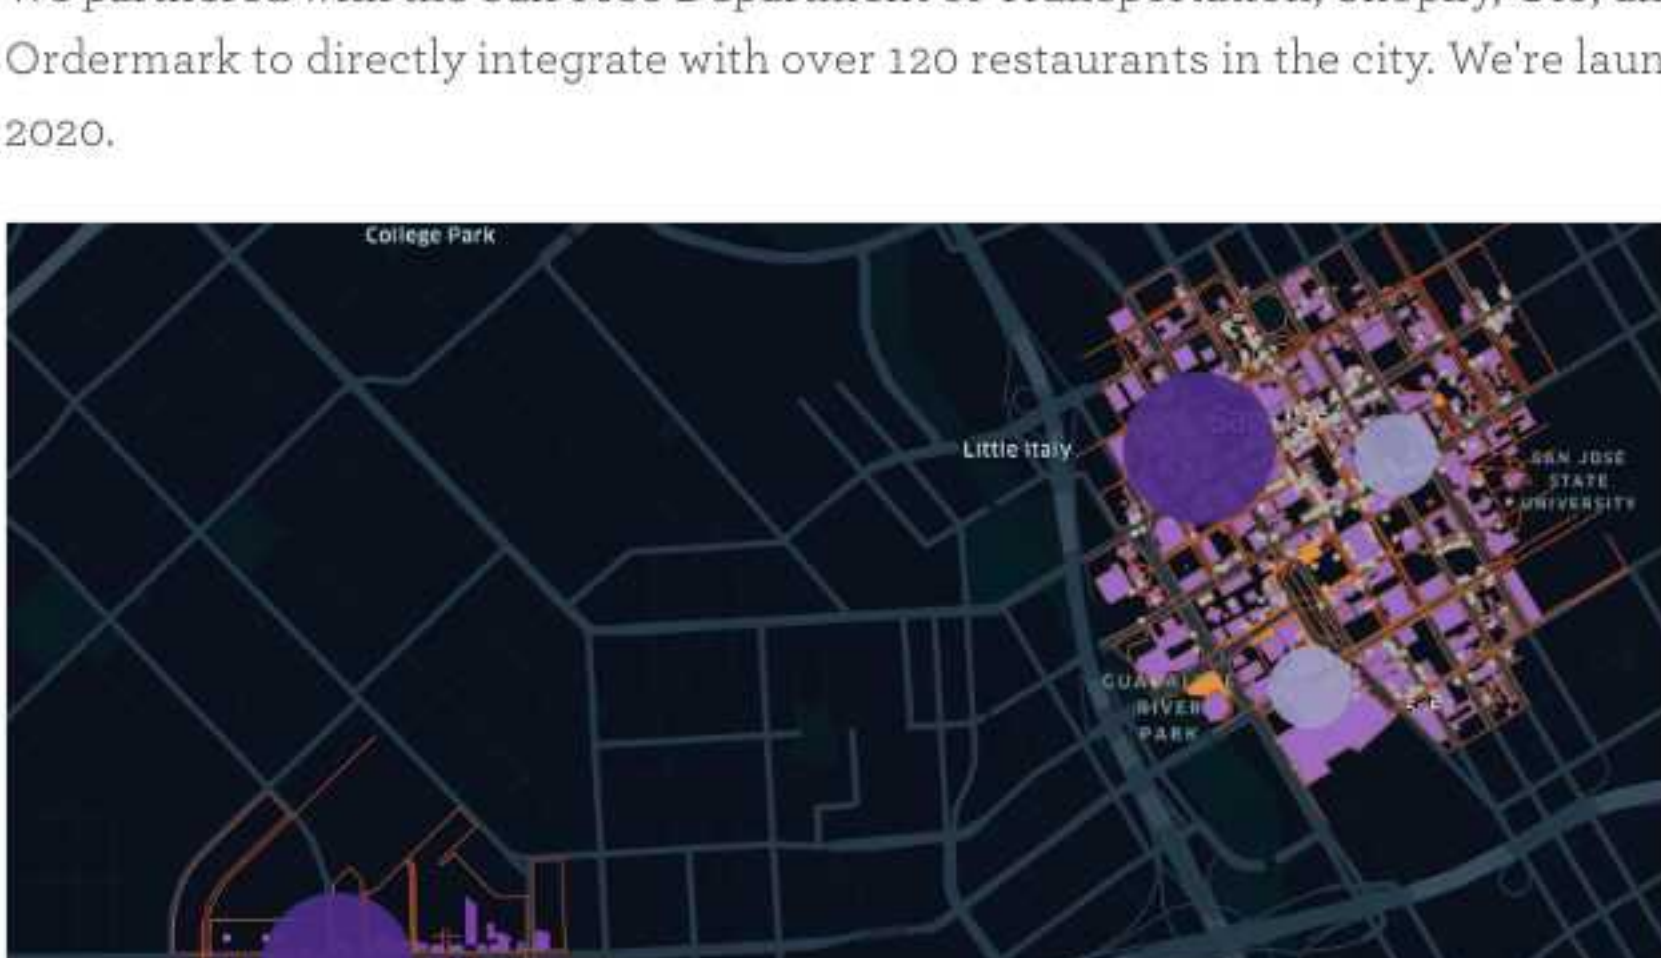 Ordermark to directly integrate with over 120 restaurants in the city. We're laun
2020.
College Park
Little Italy
SAN JOSE
STATE
UNIVERSITY
RIVER
PARK